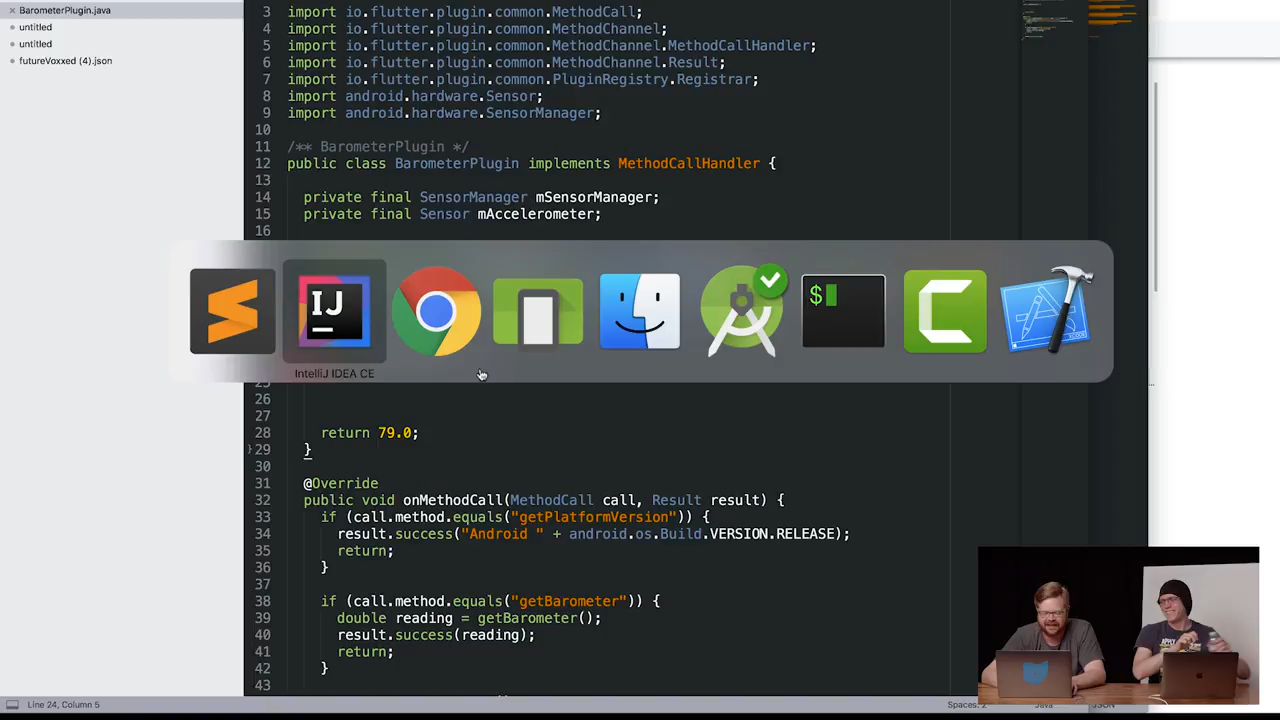 BarometerPlugin.java
untitled
untitled
futureVoxxed (4).json
3 import io.flutter.plugin.common.MethodCall;
4 import io.flutter.plugin.common.MethodChannel;
5 import io.flutter.plugin.common.MethodChannel.MethodCallHandler;
6 import io.flutter.plugin.common.MethodChannel.Result;
7 import io.flutter.plugin.common.PluginRegistry.Registrar;
8 import android.hardware.Sensor;
9 import android.hardware.SensorManager;
10
11 /** BarometerPlugin */
12 public class BarometerPlugin implements MethodCallHandler {
13
14 private final SensorManager mSensorManager;
15 private final Sensor mAccelerometer;
16
IJ
$
IntelliJ IDEA CE
26
27
28 return 79.0;
29 }
30
31 @Override
32 public void onMethodCall(MethodCall call, Result result) {
33 if (call.method.equals("getPlatformVersion")) {
34 result.success("Android " + android.os.Build.VERSION.RELEASE);
35 return;
36 }
37
38 if (call.method.equals("getBarometer")) {
39 double reading = getBarometer();
40 result.success(reading);
41 return;
42 }
43
Line 24, Column 5
Spaces: 2
Java
JSON